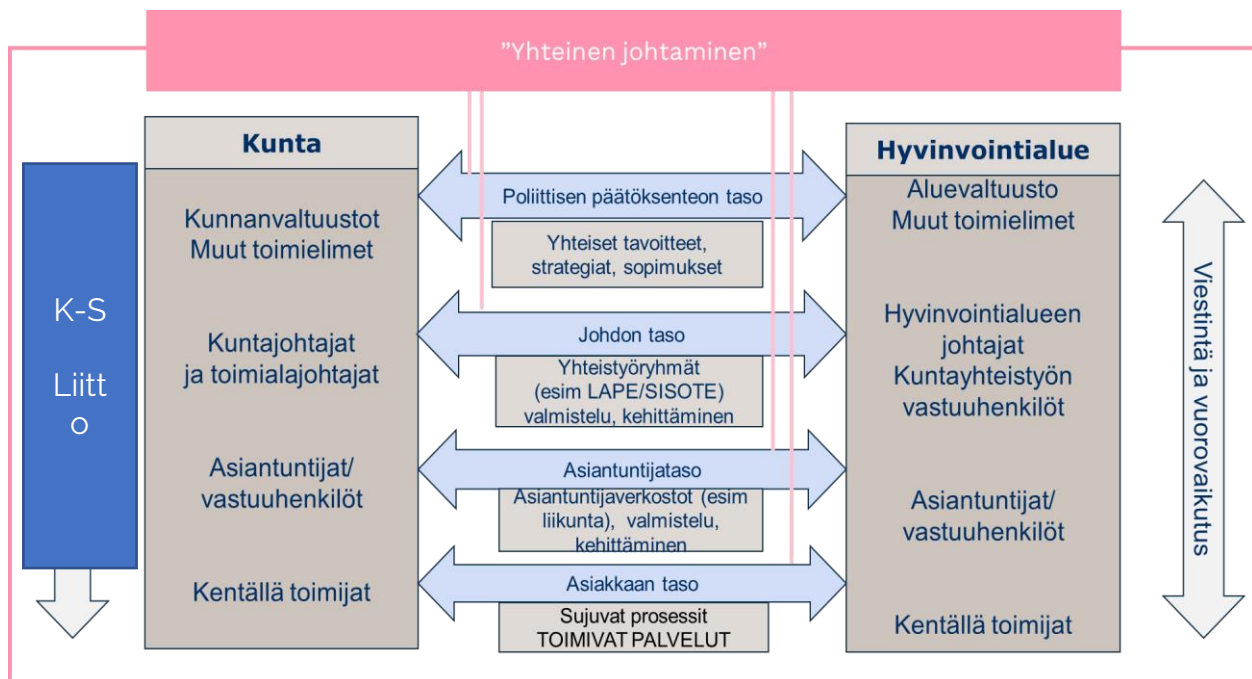 ”Yhteinen johtaminen”
K-S
Liitt
o
Kunta
Kunnanvaltuustot
Muut toimielimet
Kuntajohtajat
ja toimialajohtajat
Asiantuntijat/
vastuuhenkilöt
Kentällä toimijat
Poliittisen päätöksenteon taso
Yhteiset tavoitteet,
strategiat, sopimukset
Johdon taso
Yhteistyöryhmät
(esim LAPE/SISOTE)
valmistelu, kehittäminen
Asiantuntijataso
Asiantuntijaverkostot (esim
liikunta), valmistelu,
kehittäminen
Asiakkaan taso
Sujuvat prosessit
TOIMIVAT PALVELUT
Hyvinvointialue
Aluevaltuusto
Muut toimielimet
Hyvinvointialueen
johtajat
Kuntayhteistyön
vastuuhenkilöt
Asiantuntijat/
vastuuhenkilöt
Kentällä toimijat
Viestintä ja vuorovaikutus